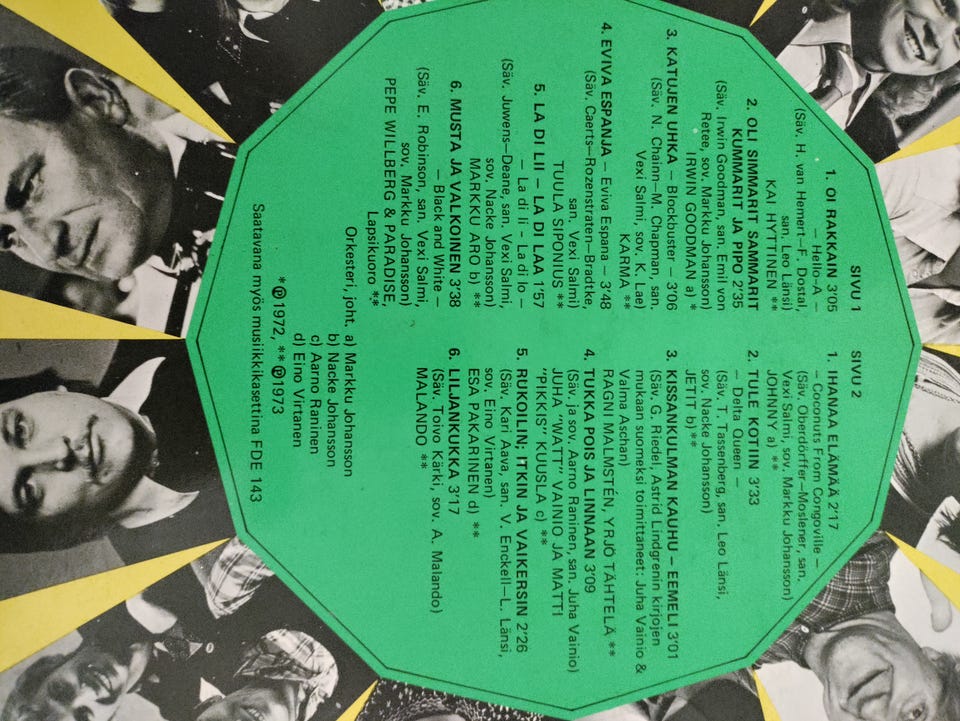 SIVU 1
1. OI RAKKAIN 3'05
– Hello-A –
(Säv. H. van Hemert–F. Dostal,
san. Leo Länsi)
KAI HYTTINEN **
2. OLI SIMMARIT SAMMARIT
KUMMARIT JA PIPO 2'35
(Säv. Irwin Goodman, san. Emil von
Retee, sov. Markku Johansson)
IRWIN GOODMAN a) *
3. KATUJEN UHKA – Blockbuster – 3'06
(Säv. N. Chainn–M. Chapman, san.
Vexi Salmi, sov. K. Lae)
KARMA **
4. EVIVA ESPANJA – Eviva Espana – 3'48
(Säv. Caerts–Rozenstraten–Bradtke,
san. Vexi Salmi)
TUULA SIPONIUS **
5. LA DI LII – LA DI LAA 1'57
– La di li – La di lo –
(Säv. Juwens–Deane, san. Vexi Salmi,
sov. Nacke Johansson)
MARKKU ARO b) **
6. MUSTA JA VALKOINEN 3'38
– Black and White –
(Säv. E. Robinson, san. Vexi Salmi,
sov. Markku Johansson)
PEPE WILLBERG & PARADISE,
Lapsikuoro **
SIVU 2
1. IHANAA ELÄMÄÄ 2'17
– Coconuts From Congoville –
(Säv. Oberdörffer–Moslener, san.
Vexi Salmi, sov. Markku Johansson)
JOHNNY a) **
2. TULE KOTIIN 3'33
– Delta Queen –
(Säv. T. Tassenberg, san. Leo Länsi,
sov. Nacke Johansson)
JETIT b) **
3. KISSANKULMAN KAUHU – EEMELI 3'01
(Säv. G. Riedel, Astrid Lindgrenin kirjojen
mukaan suomeksi toimittaneet: Juha Vainio &
Valma Aschan)
RAGNI MALMSTÉN, YRJÖ TÄHTELÄ **
4. TUKKA POIS JA LINNAAN 3'09
(Säv. ja sov. Aarno Raninen, san. Juha Vainio)
JUHA "WATT" VAINIO JA MATTI
"PIKKIS" KUUSLA c) **
5. RUKOILIN; ITKIN JA VAIKERSIN 2'26
(Säv. Kari Aava, san. V. Enckell–L. Länsi,
sov. Eino Virtanen)
ESA PAKARINEN d) **
6. LILJANKUKKA 3'17
(Säv. Toivo Kärki, sov. A. Malando)
MALANDO **
Orkesteri, joht. a) Markku Johansson
b) Nacke Johansson
c) Aarno Raninen
d) Eino Virtanen
* ℗ 1972, ** ℗ 1973
Saatavana myös musiikkikasettina FDE 143